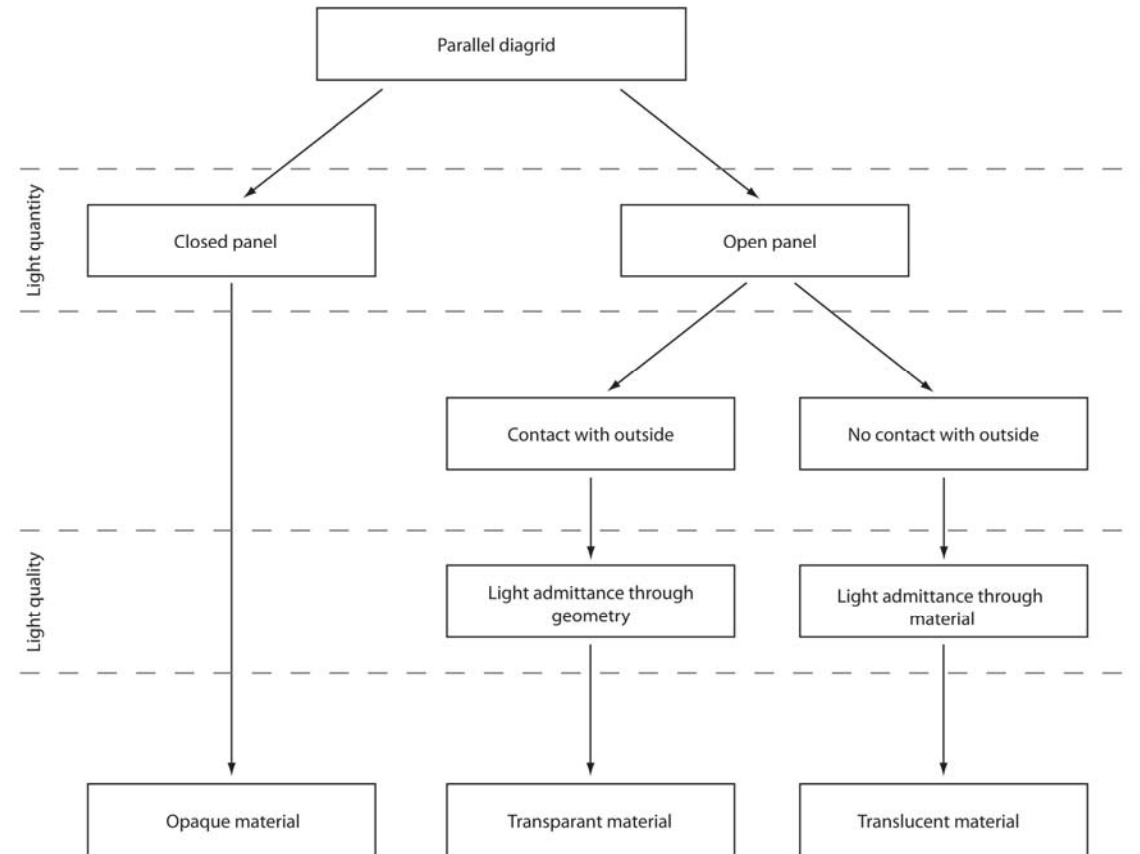 Parallel diagrid
Light quantity
Closed panel
Open panel
Contact with outside
No contact with outside
Light quality
Light admittance through
geometry
Light admittance through
material
Opaque material
Transparant material
Translucent material